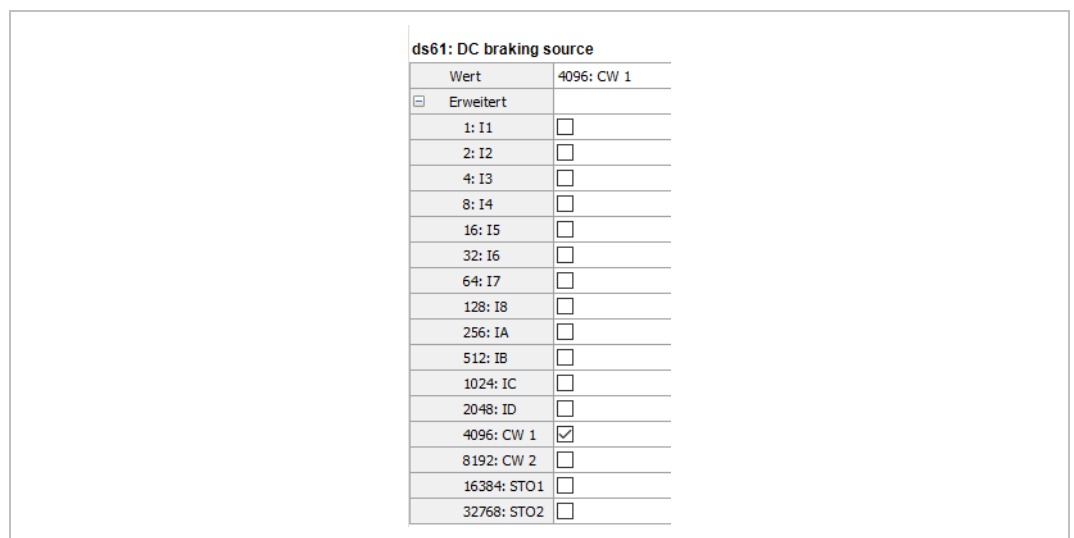 ds61: DC braking source
Wert 4096: CW 1
Erweitert
1: I1
2: I2
4: I3
8: I4
16: I5
32: I6
64: I7
128: I8
256: IA
512: IB
1024: IC
2048: ID
4096: CW 1
8192: CW 2
16384: STO1
32768: STO2